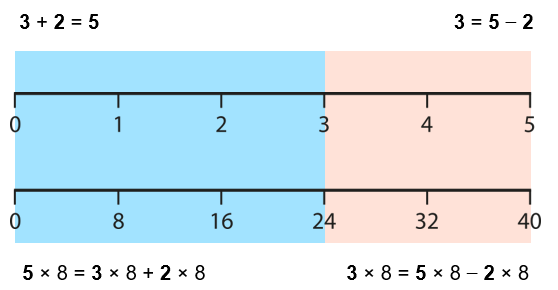 3 + 2 = 5 3 = 5 – 2
0 1 2 3 4 5
0 8 16 24 32 40
5 × 8 = 3 × 8 + 2 × 8 3 × 8 = 5 × 8 – 2 × 8